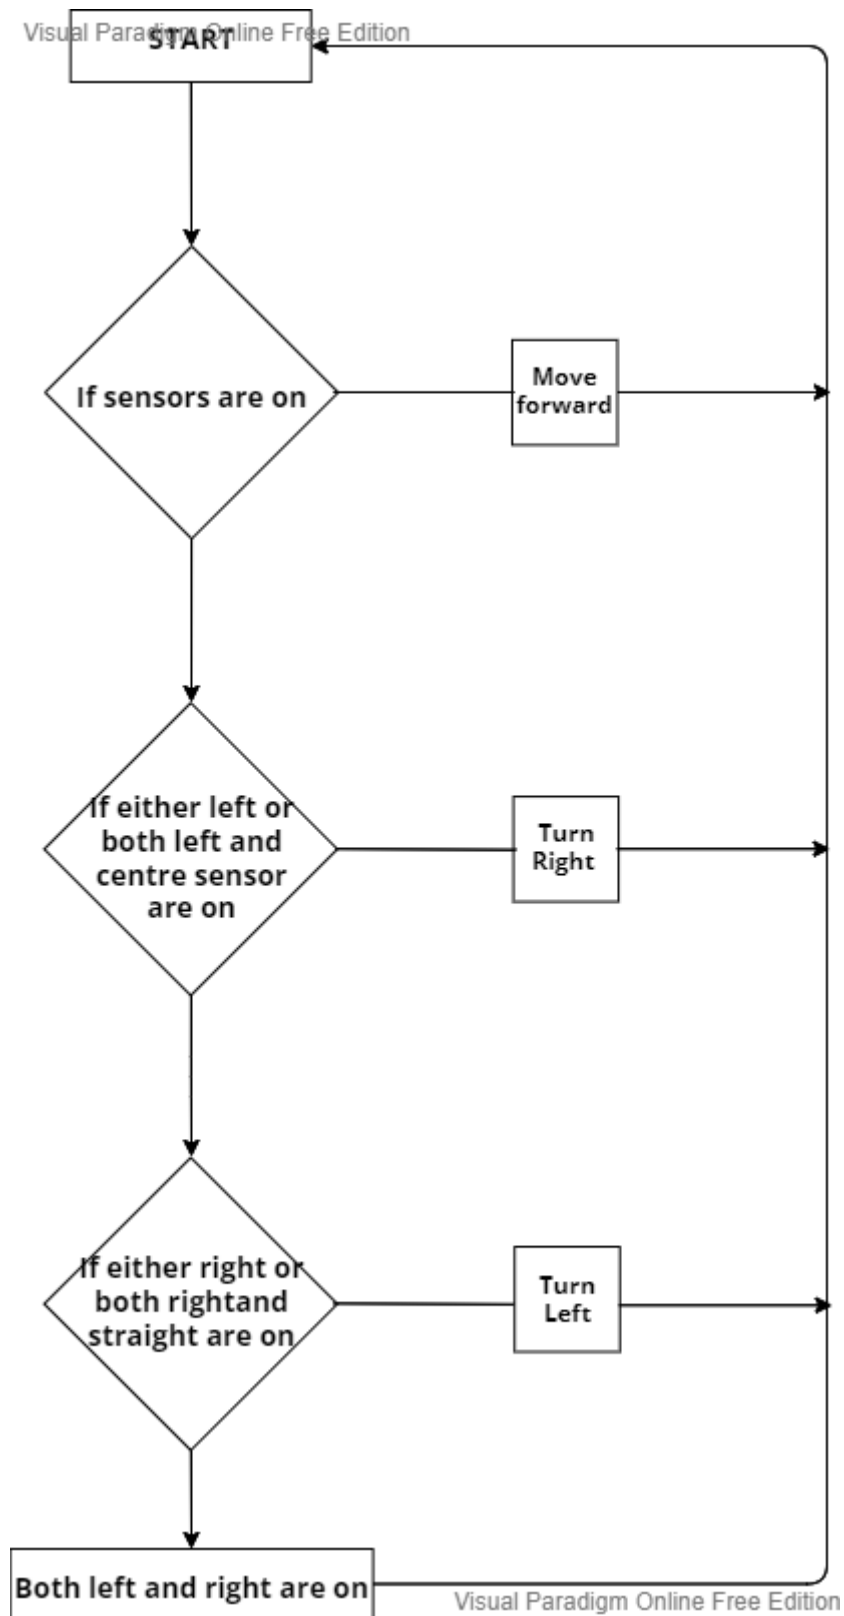 Visual Paradigm Online Free Edition
START
If sensors are on
Move
forward
If either left or
both left and
centre sensor
are on
Turn
Right
If either right or
both rightand
straight are on
Turn
Left
Both left and right are on
Visual Paradigm Online Free Edition